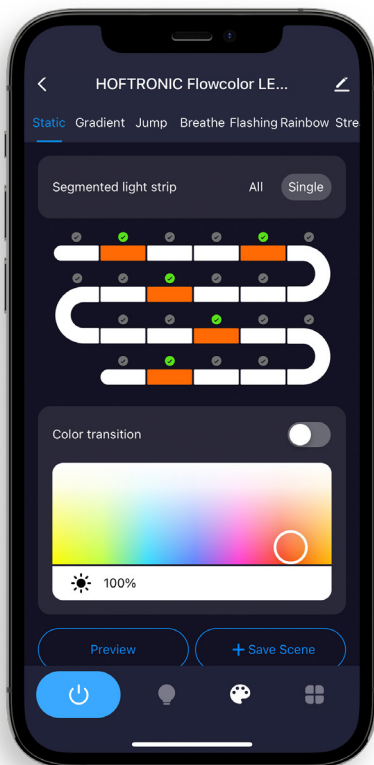 HOFTRONIC Flowcolor LE...
Static Gradient Jump Breathe Flashing Rainbow Stre
Segmented light strip All Single
Color transition
100%
Preview + Save Scene